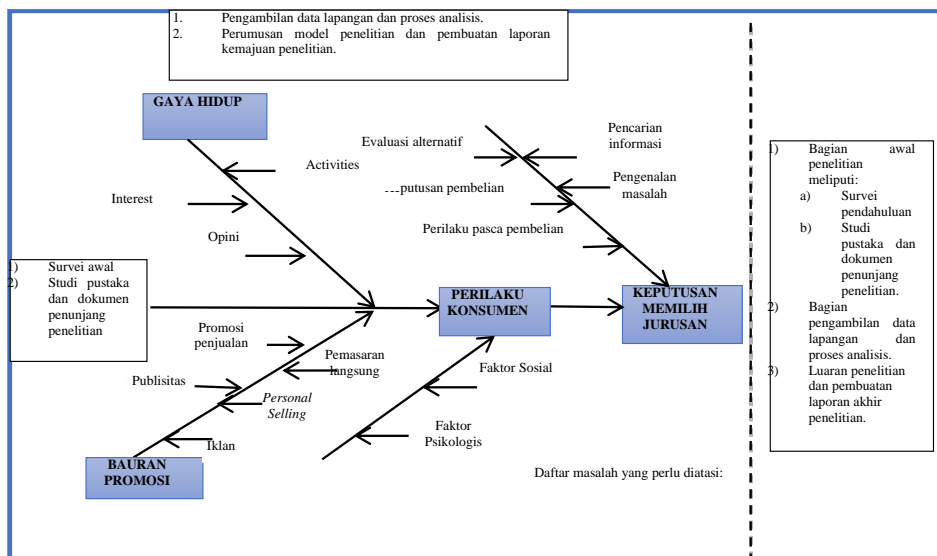 1. Pengambilan data lapangan dan proses analisis.
2. Perumusan model penelitian dan pembuatan laporan
kemajuan penelitian.
GAYA HIDUP
Activities
Interest
Opini
Evaluasi alternatif
Pencarian
informasi
putusan pembelian
Pengenalan
masalah
Perilaku pasca pembelian
1) Survei awal
2) Studi pustaka
dan dokumen
penunjang
penelitian
PERILAKU
KONSUMEN
KEPUTUSAN
MEMILIH
JURUSAN
Promosi
penjualan
Pemasaran
langsung
Publisitas
Personal
Selling
Iklan
BAURAN
PROMOSI
Faktor Sosial
Faktor
Psikologis
Daftar masalah yang perlu diatasi:
1) Bagian awal
penelitian
meliputi:
a) Survei
pendahuluan
b) Studi
pustaka dan
dokumen
penunjang
penelitian.
2) Bagian
pengambilan data
lapangan dan
proses analisis.
3) Luaran penelitian
dan pembuatan
laporan akhir
penelitian.